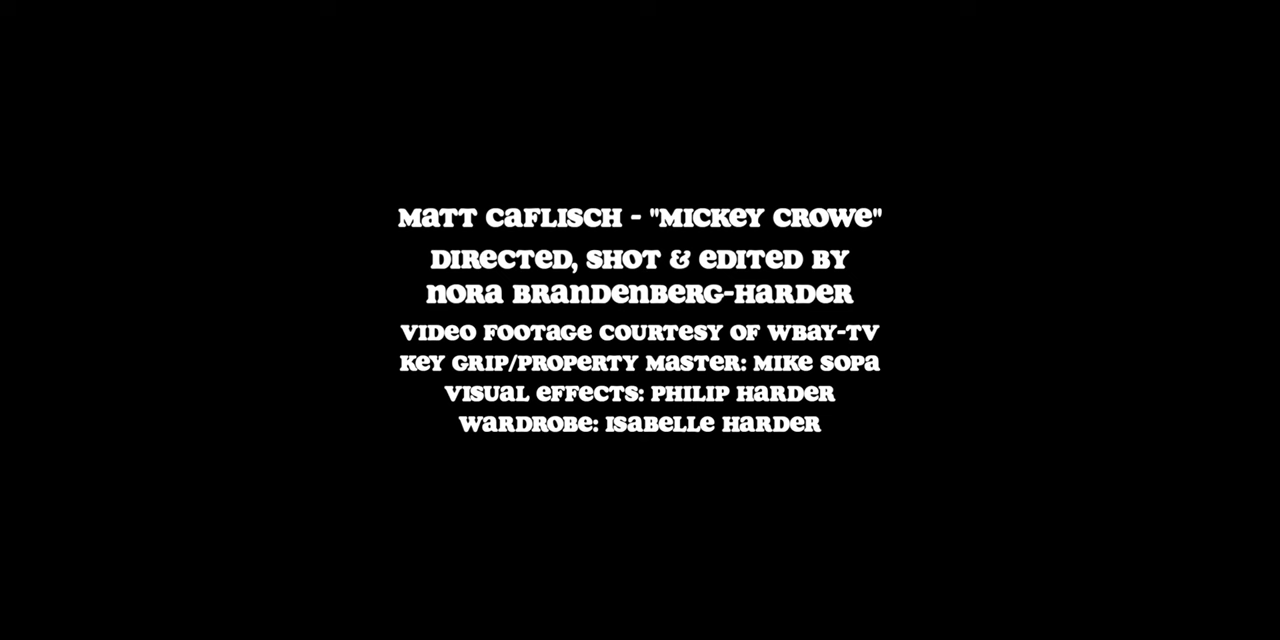 MATT CAFLISCH - "MICKEY CROWE"
DIRECTED, SHOT & EDITED BY
NORA BRANDENBERG-HARDER
VIDEO FOOTAGE COURTESY OF WBAY-TV
KEY GRIP/PROPERTY MASTER: MIKE SOPA
VISUAL EFFECTS: PHILIP HARDER
WARDROBE: ISABELLE HARDER